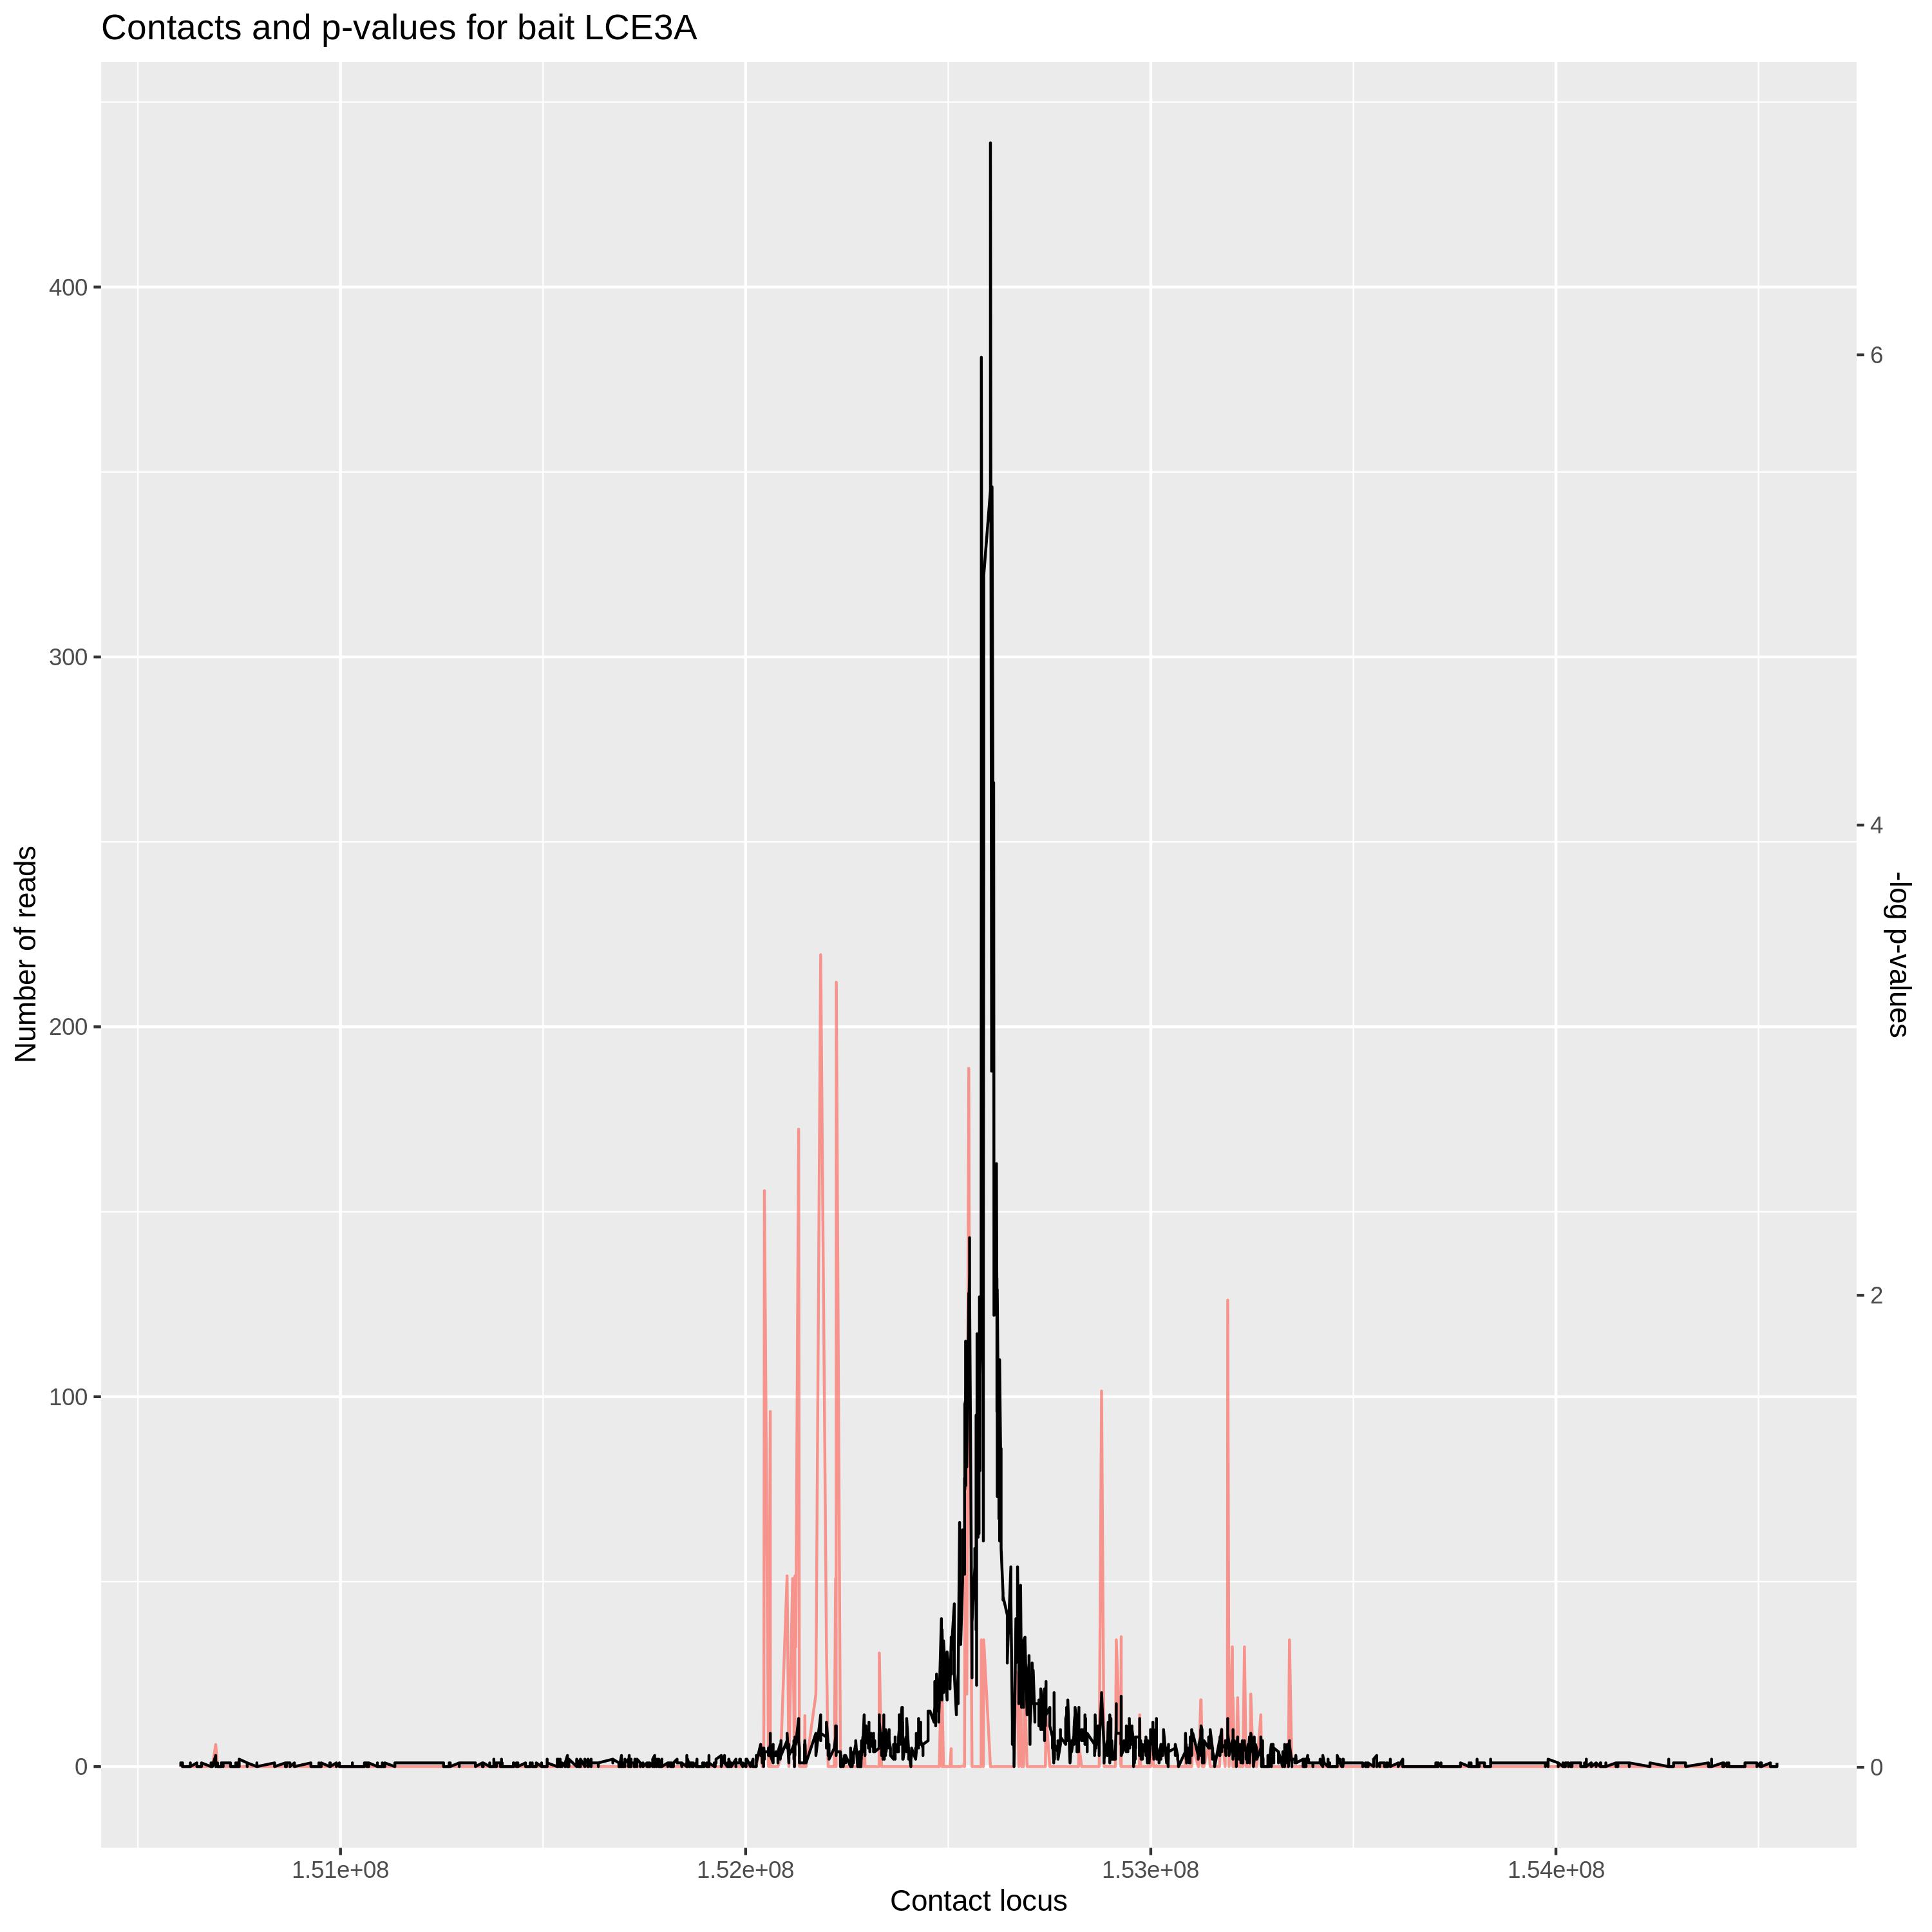 Contacts and p-values for bait LCE3A
Number of reads
400
300
200
100
0
6
4
2
0
-log p-values
1.51e+08
1.52e+08
1.53e+08
1.54e+08
Contact locus